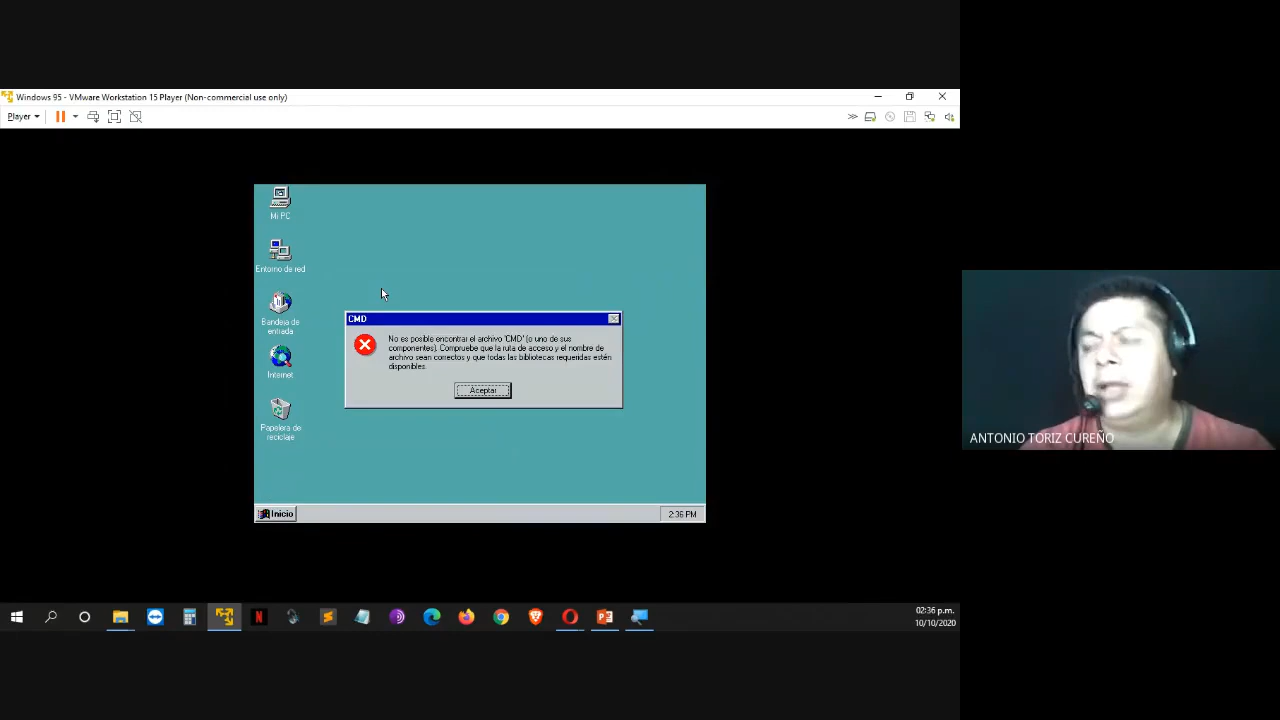 Windows 95 - VMware Workstation 15 Player (Non-commercial use only)
Player
Mi PC
Entorno de red
Bandeja de
entrada
Internet
Papelera de
reciclaje
CMD
No es posible encontrar el archivo 'CMD' (o uno de sus
componentes). Compruebe que la ruta de acceso y el nombre de
archivo sean correctos y que todas las bibliotecas requeridas estén
disponibles.
Aceptar
Inicio
2:36 PM
ANTONIO TORIZ CUREÑO
02:36 p.m.
10/10/2020